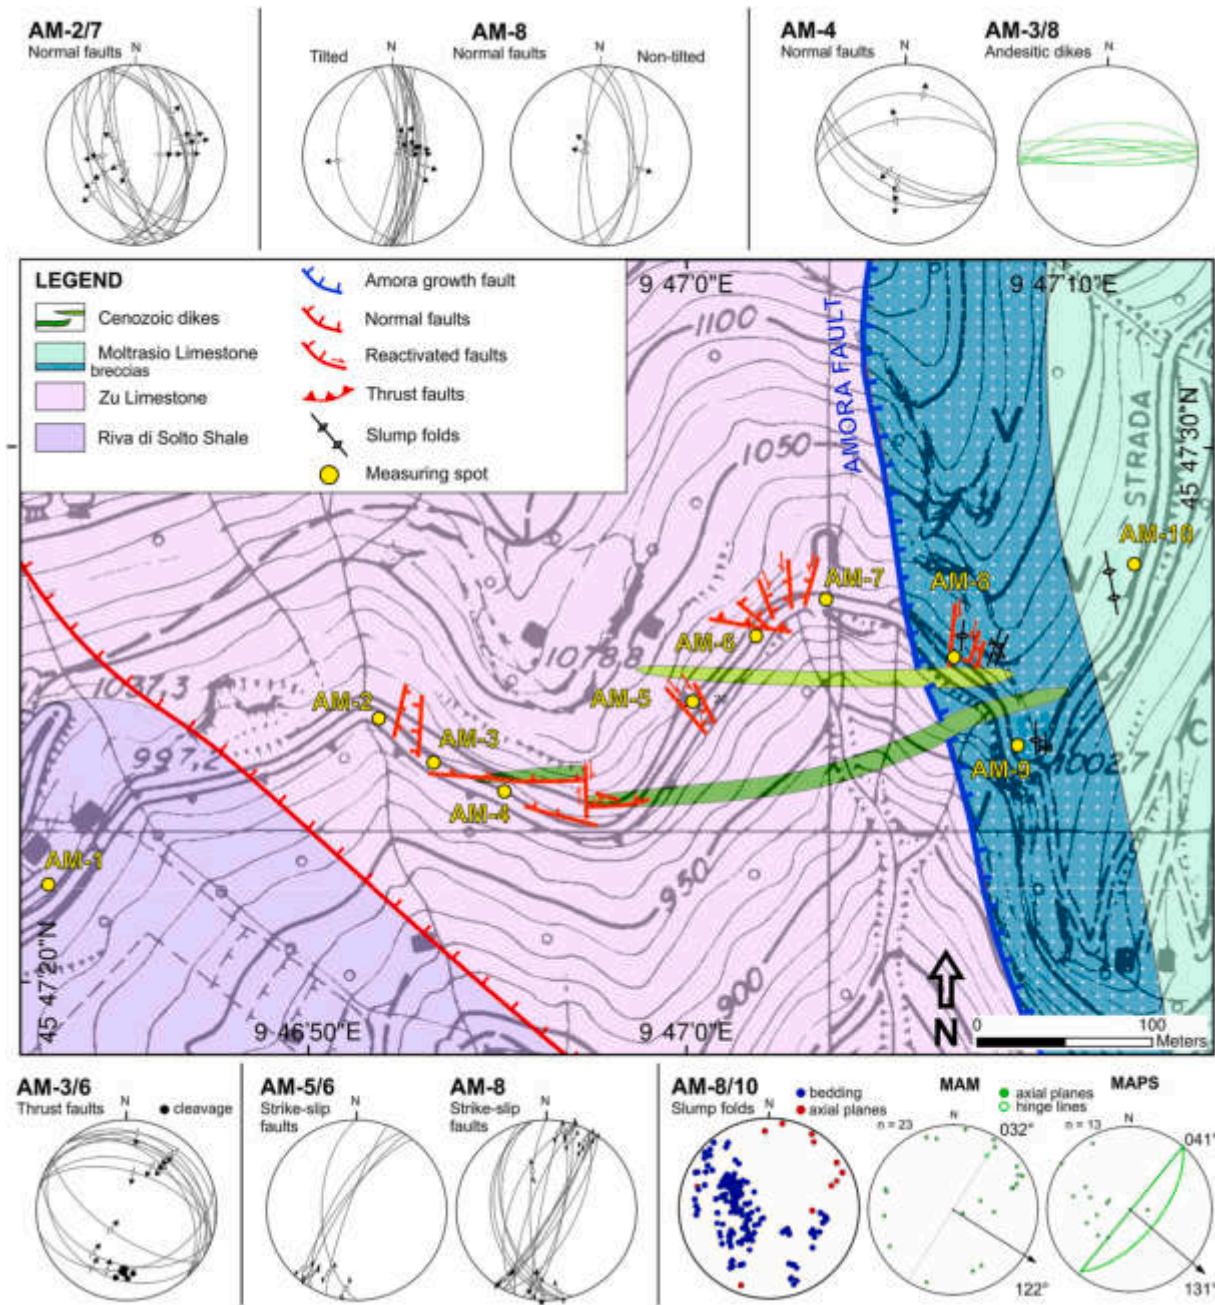 AM-2/7
Normal faults
N
AM-8
Normal faults
Tilted
N
N
Non-tilted
AM-4
Normal faults
N
AM-3/8
Andesitic dikes
N
LEGEND
Cenozoic dikes
Moltrasio Limestone
breccias
Zu Limestone
Riva di Solto Shale
Amora growth fault
Normal faults
Reactivated faults
Thrust faults
Slump folds
Measuring spot
9 47'0"E
9 47'10"E
1100
AMORA FAULT
1050
V
STRADA
45 47'30"N
AM-10
AM-7
AM-8
AM-6
1078,8
1037,3
AM-2
AM-5
AM-3
997,2
AM-4
AM-9
1002,7
C
AM-1
950
900
45 47'20"N
9 46'50"E
9 47'0"E
N
0
100
Meters
AM-3/6
Thrust faults
N
cleavage
AM-5/6
Strike-slip
faults
N
AM-8
Strike-slip
faults
N
AM-8/10
Slump folds
bedding
axial planes
N
MAM
n = 23
N
032°
122°
axial planes
hinge lines
MAPS
n = 13
N
041°
131°